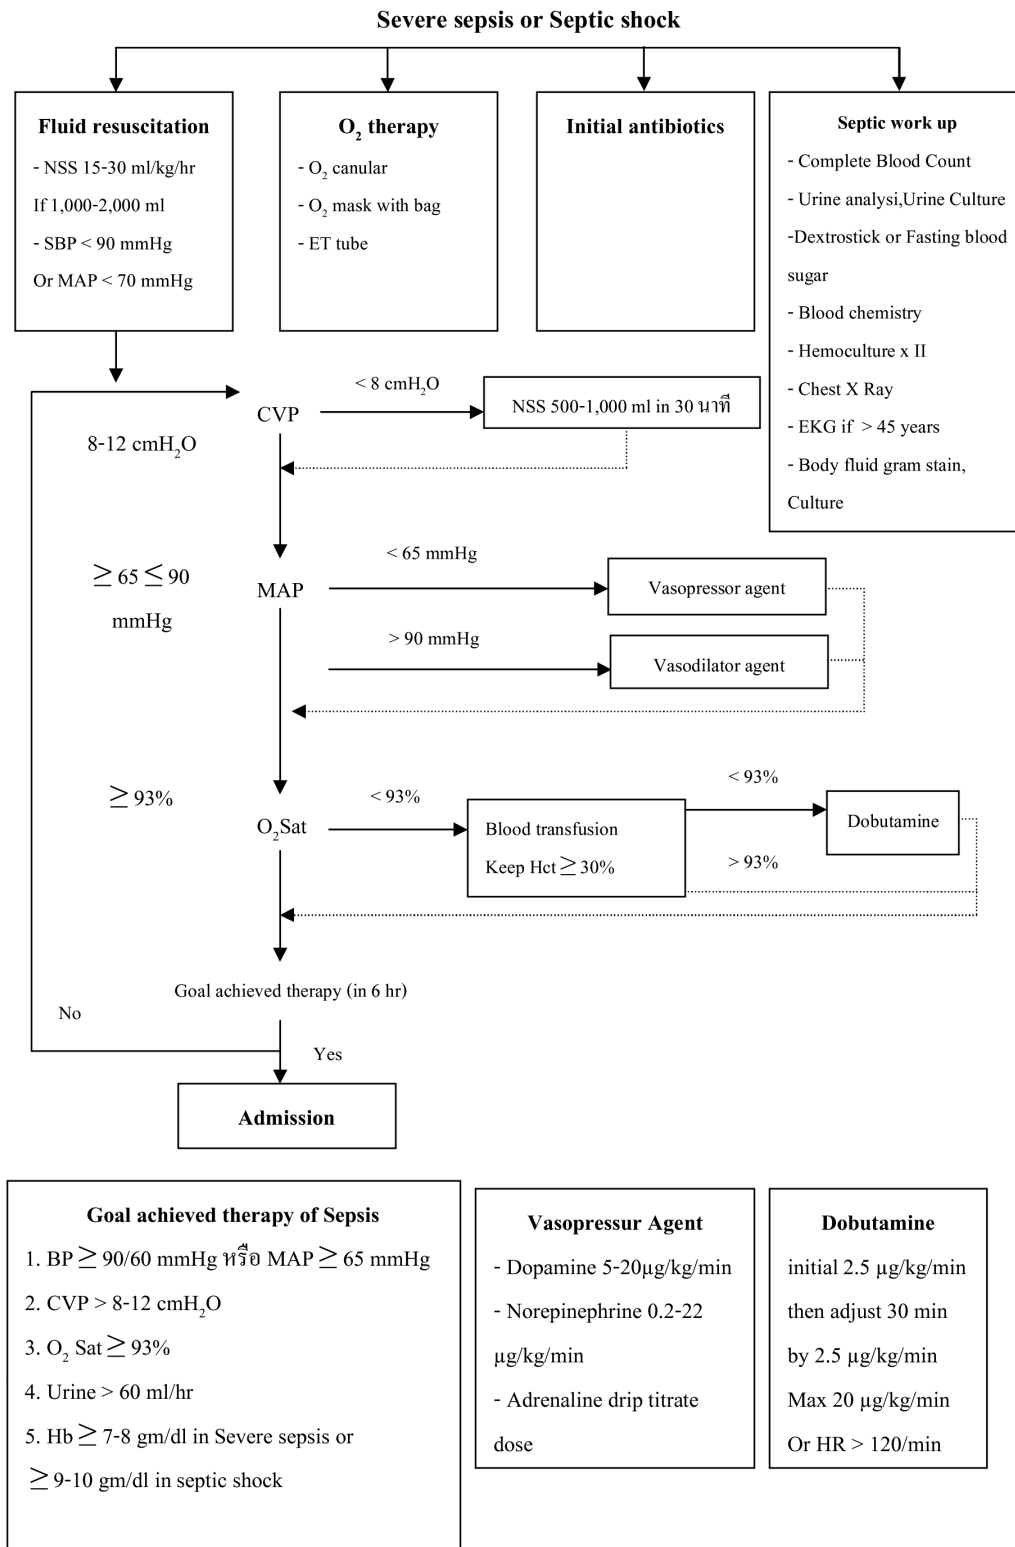 Severe sepsis or Septic shock
Fluid resuscitation
- NSS 15-30 ml/kg/hr
If 1,000-2,000 ml
- SBP < 90 mmHg
Or MAP < 70 mmHg
O₂ therapy
- O₂ canular
- O₂ mask with bag
- ET tube
Initial antibiotics
Septic work up
- Complete Blood Count
- Urine analysi,Urine Culture
-Dextrostick or Fasting blood
sugar
- Blood chemistry
- Hemoculture x II
- Chest X Ray
- EKG if > 45 years
- Body fluid gram stain,
Culture
< 8 cmH₂O
CVP
NSS 500-1,000 ml in 30 นาที
8-12 cmH₂O
< 65 mmHg
≥ 65 ≤ 90
mmHg
MAP
Vasopressor agent
> 90 mmHg
Vasodilator agent
≥ 93%
< 93%
< 93%
O₂Sat
Blood transfusion
Keep Hct ≥ 30%
Dobutamine
> 93%
Goal achieved therapy (in 6 hr)
No
Yes
Admission
Goal achieved therapy of Sepsis
1. BP ≥ 90/60 mmHg หรือ MAP ≥ 65 mmHg
2. CVP > 8-12 cmH₂O
3. O₂ Sat ≥ 93%
4. Urine > 60 ml/hr
5. Hb ≥ 7-8 gm/dl in Severe sepsis or
≥ 9-10 gm/dl in septic shock
Vasopressur Agent
- Dopamine 5-20µg/kg/min
- Norepinephrine 0.2-22
µg/kg/min
- Adrenaline drip titrate
dose
Dobutamine
initial 2.5 µg/kg/min
then adjust 30 min
by 2.5 µg/kg/min
Max 20 µg/kg/min
Or HR > 120/min